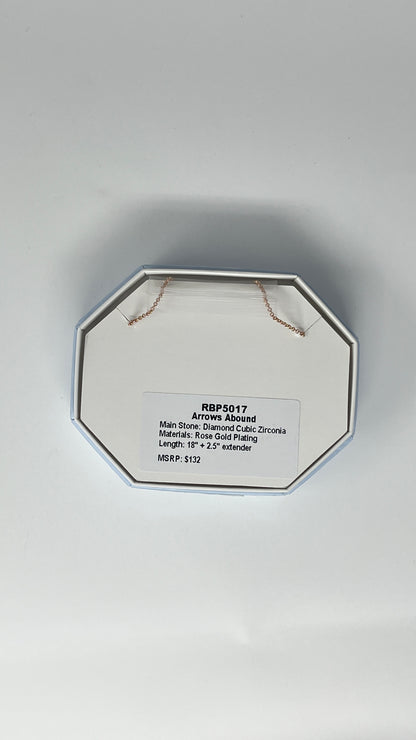 RBP5017
Arrows Abound
Main Stone: Diamond Cubic Zirconia
Materials: Rose Gold Plating
Length: 18" + 2.5" extender
MSRP: $132